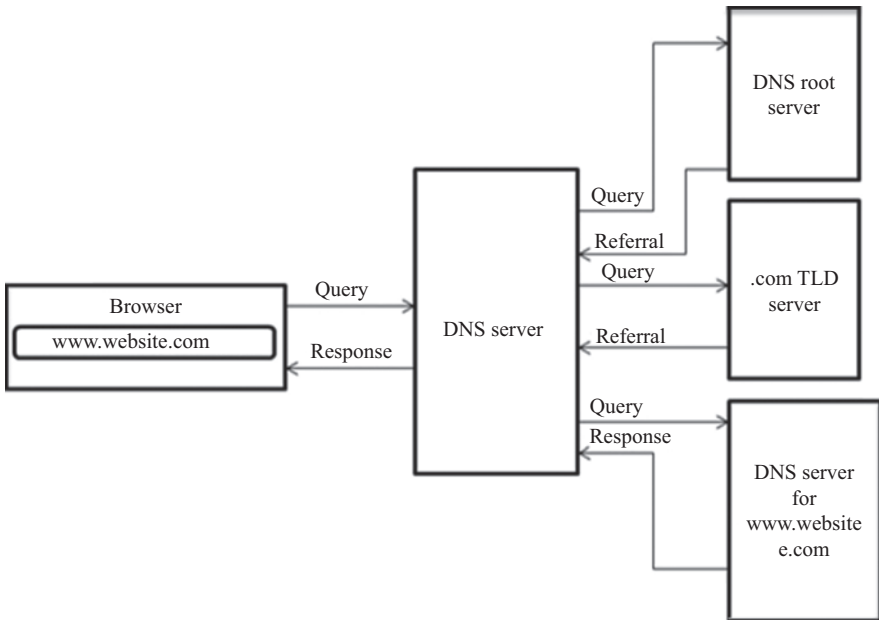 Browser
www.website.com
Query
Response
DNS server
Query
Referral
Query
Referral
Query
Response
DNS root
server
.com TLD
server
DNS server
for
www.website
e.com